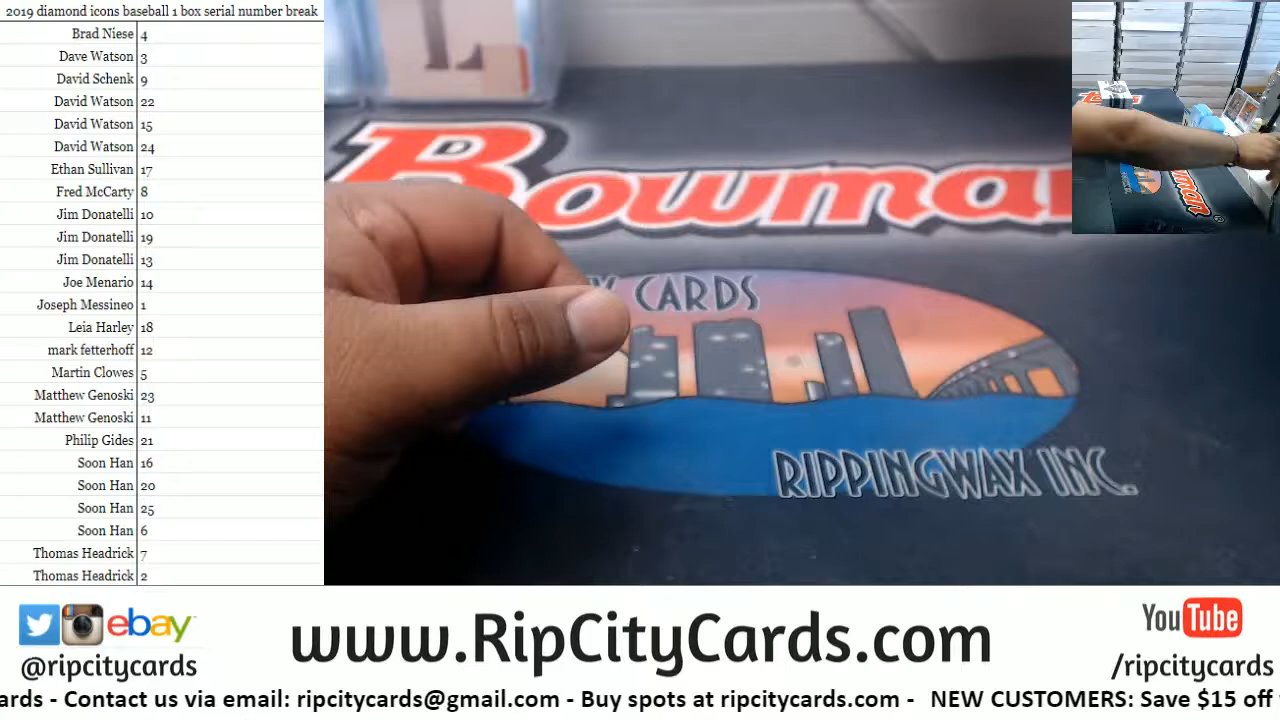 2019 diamond icons baseball 1 box serial number break
Brad Niese 4
Dave Watson 3
David Schenk 9
David Watson 22
David Watson 15
David Watson 24
Ethan Sullivan 17
Fred McCarty 8
Jim Donatelli 10
Jim Donatelli 19
Jim Donatelli 13
Joe Menario 14
Joseph Messineo 1
Leia Harley 18
mark fetterhoff 12
Martin Clowes 5
Matthew Genoski 23
Matthew Genoski 11
Philip Gides 21
Soon Han 16
Soon Han 20
Soon Han 25
Soon Han 6
Thomas Headrick 7
Thomas Headrick 2
Bowma
Y CARDS
RIPPINGWAX INC.
ebay
@ripcitycards
www.RipCityCards.com
YouTube
/ripcitycards
ards - Contact us via email: ripcitycards@gmail.com - Buy spots at ripcitycards.com - NEW CUSTOMERS: Save $15 off